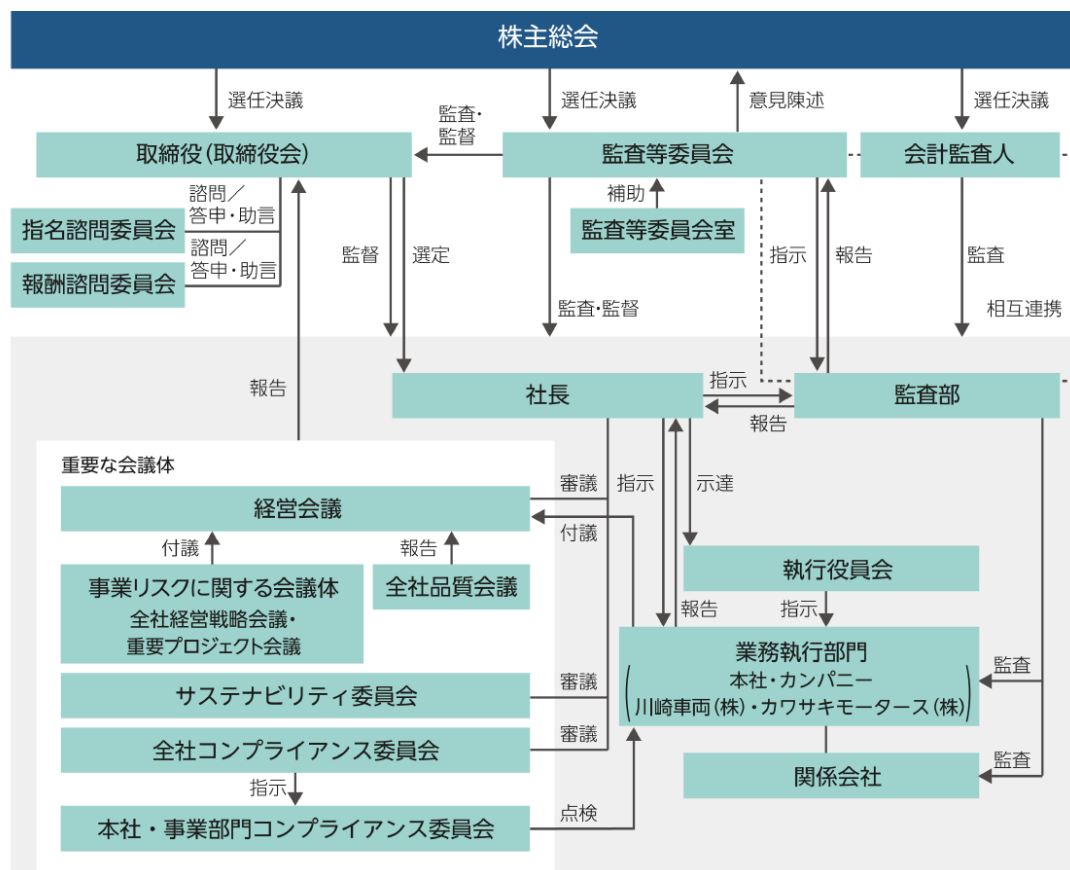 株主総会
選任決議
選任決議
意見陳述
選任決議
監査・
監督
取締役(取締役会)
監査等委員会
会計監査人
諮問／
答申・助言
補助
指名諮問委員会
監査等委員会室
諮問／
答申・助言
監督
選定
指示
報告
監査
報酬諮問委員会
監査・監督
相互連携
報告
社長
指示
監査部
報告
重要な会議体
審議
指示
示達
経営会議
付議
付議
報告
執行役員会
事業リスクに関する会議体
全社経営戦略会議・
重要プロジェクト会議
全社品質会議
報告
指示
業務執行部門
本社・カンパニー
川崎車両(株)・カワサキモータース(株)
監査
サステナビリティ委員会
審議
全社コンプライアンス委員会
審議
監査
関係会社
指示
本社・事業部門コンプライアンス委員会
点検